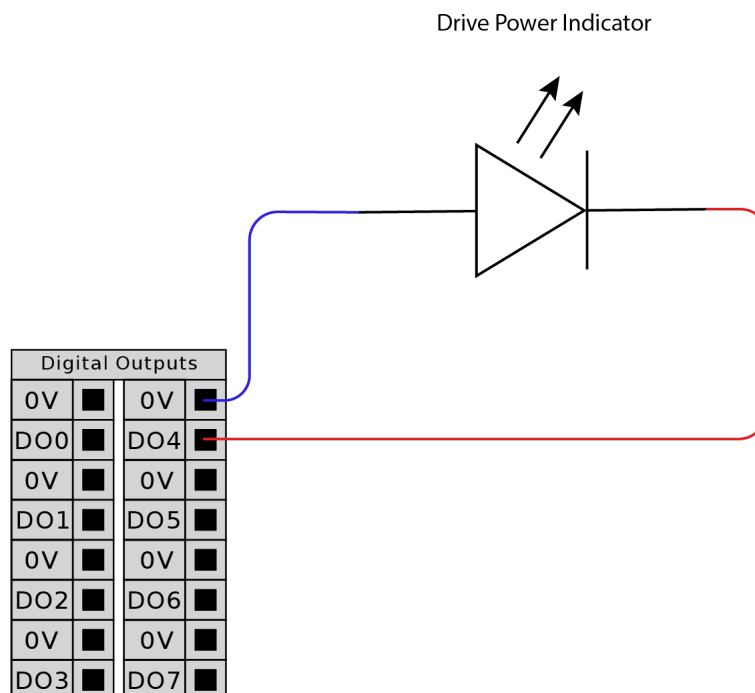 Drive Power Indicator
Digital Outputs
0V 0V
DO0 DO4
0V 0V
DO1 DO5
0V 0V
DO2 DO6
0V 0V
DO3 DO7